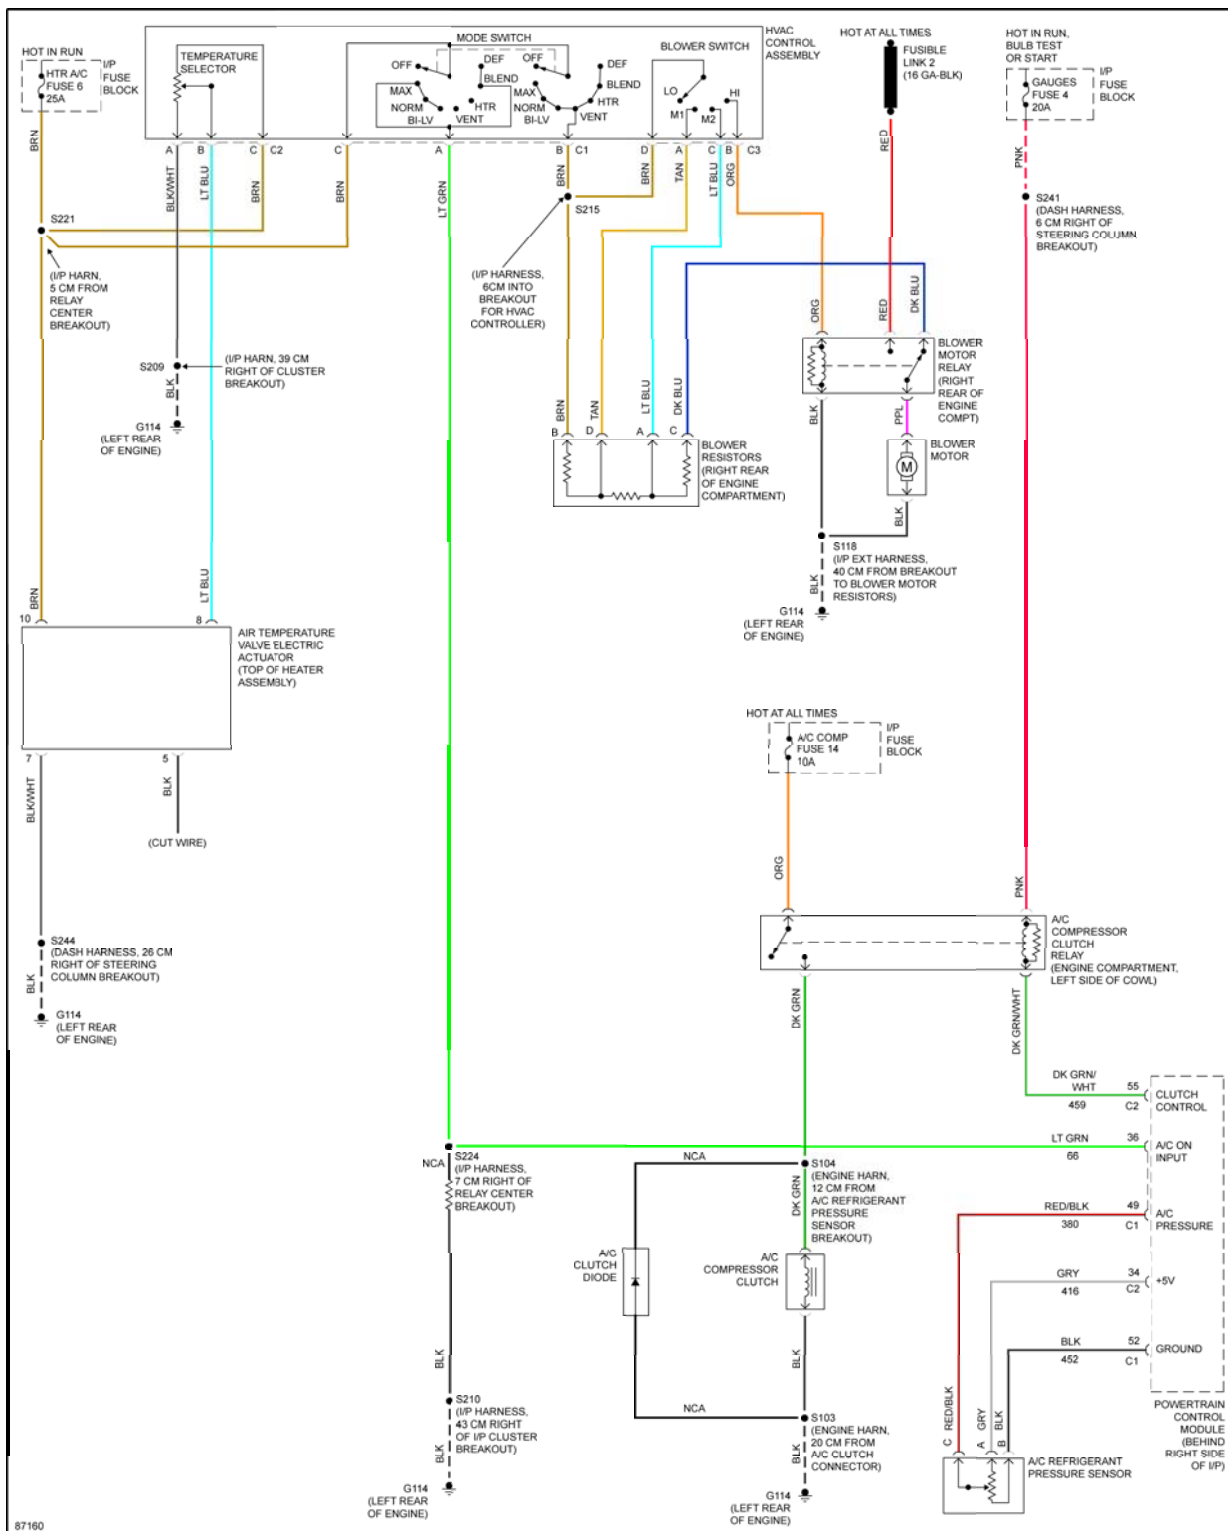 HOT IN RUN
HTR A/C
FUSE 6
25A
I/P
FUSE
BLOCK
TEMPERATURE
SELECTOR
MODE SWITCH
OFF
MAX
NORM
BI-LV
VENT
HTR
BLEND
DEF
OFF
MAX
NORM
BI-LV
VENT
HTR
BLEND
DEF
BLOWER SWITCH
LO
M1
M2
HI
HVAC
CONTROL
ASSEMBLY
HOT AT ALL TIMES
FUSIBLE
LINK 2
(16 GA-BLK)
HOT IN RUN,
BULB TEST
OR START
GAUGES
FUSE 4
20A
I/P
FUSE
BLOCK
A
B
C
C2
C
A
B
C1
D
A
C
B
C3
BRN
BLK/WHT
LT BLU
BRN
BRN
LT GRN
BRN
BRN
TAN
LT BLU
ORG
RED
PNK
S221
(I/P HARN,
5 CM FROM
RELAY
CENTER
BREAKOUT)
S215
(I/P HARNESS,
6CM INTO
BREAKOUT
FOR HVAC
CONTROLLER)
S241
(DASH HARNESS,
6 CM RIGHT OF
STEERING COLUMN
BREAKOUT)
S209
(I/P HARN, 39 CM
RIGHT OF CLUSTER
BREAKOUT)
BLK
G114
(LEFT REAR
OF ENGINE)
ORG
RED
DK BLU
BLOWER
MOTOR
RELAY
(RIGHT
REAR OF
ENGINE
COMPT)
BRN
TAN
LT BLU
DK BLU
B
D
A
C
BLOWER
RESISTORS
(RIGHT REAR
OF ENGINE
COMPARTMENT)
BLK
PPL
BLOWER
MOTOR
M
BLK
S118
(I/P EXT HARNESS,
40 CM FROM BREAKOUT
TO BLOWER MOTOR
RESISTORS)
BLK
G114
(LEFT REAR
OF ENGINE)
BRN
LT BLU
10
8
AIR TEMPERATURE
VALVE ELECTRIC
ACTUATOR
(TOP OF HEATER
ASSEMBLY)
7
5
BLK/WHT
BLK
(CUT WIRE)
S244
(DASH HARNESS, 26 CM
RIGHT OF STEERING
COLUMN BREAKOUT)
BLK
G114
(LEFT REAR
OF ENGINE)
HOT AT ALL TIMES
A/C COMP
FUSE 14
10A
I/P
FUSE
BLOCK
ORG
PNK
A/C
COMPRESSOR
CLUTCH
RELAY
(ENGINE COMPARTMENT,
LEFT SIDE OF COWL)
DK GRN
DK GRN/WHT
DK GRN/
WHT
459
55
C2
CLUTCH
CONTROL
LT GRN
66
36
A/C ON
INPUT
RED/BLK
380
49
C1
A/C
PRESSURE
GRY
416
34
C2
+5V
BLK
452
52
C1
GROUND
POWERTRAIN
CONTROL
MODULE
(BEHIND
RIGHT SIDE
OF I/P)
NCA
S224
(I/P HARNESS,
7 CM RIGHT OF
RELAY CENTER
BREAKOUT)
NCA
S104
(ENGINE HARN,
12 CM FROM
A/C REFRIGERANT
PRESSURE
SENSOR
BREAKOUT)
DK GRN
A/C
CLUTCH
DIODE
A/C
COMPRESSOR
CLUTCH
BLK
BLK
S210
(I/P HARNESS,
43 CM RIGHT
OF I/P CLUSTER
BREAKOUT)
BLK
G114
(LEFT REAR
OF ENGINE)
NCA
S103
(ENGINE HARN,
20 CM FROM
A/C CLUTCH
CONNECTOR)
BLK
G114
(LEFT REAR
OF ENGINE)
RED/BLK
GRY
BLK
C
A
B
A/C REFRIGERANT
PRESSURE SENSOR
87160